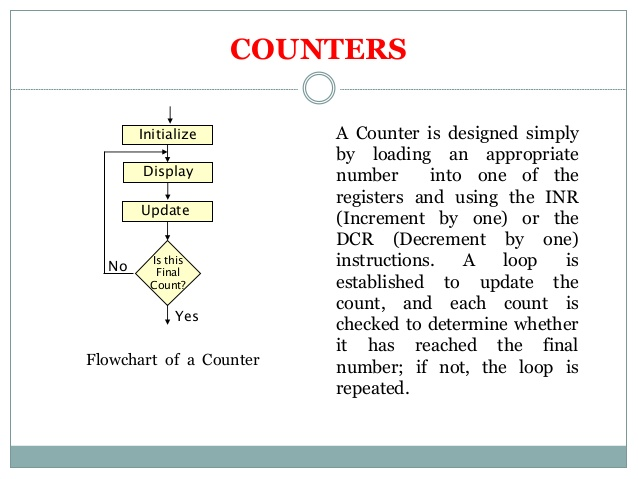 COUNTERS
Initialize
Display
Update
Is this
Final
Count?
No
Yes
Flowchart of a Counter
A Counter is designed simply
by loading an appropriate
number into one of the
registers and using the INR
(Increment by one) or the
DCR (Decrement by one)
instructions. A loop is
established to update the
count, and each count is
checked to determine whether
it has reached the final
number; if not, the loop is
repeated.